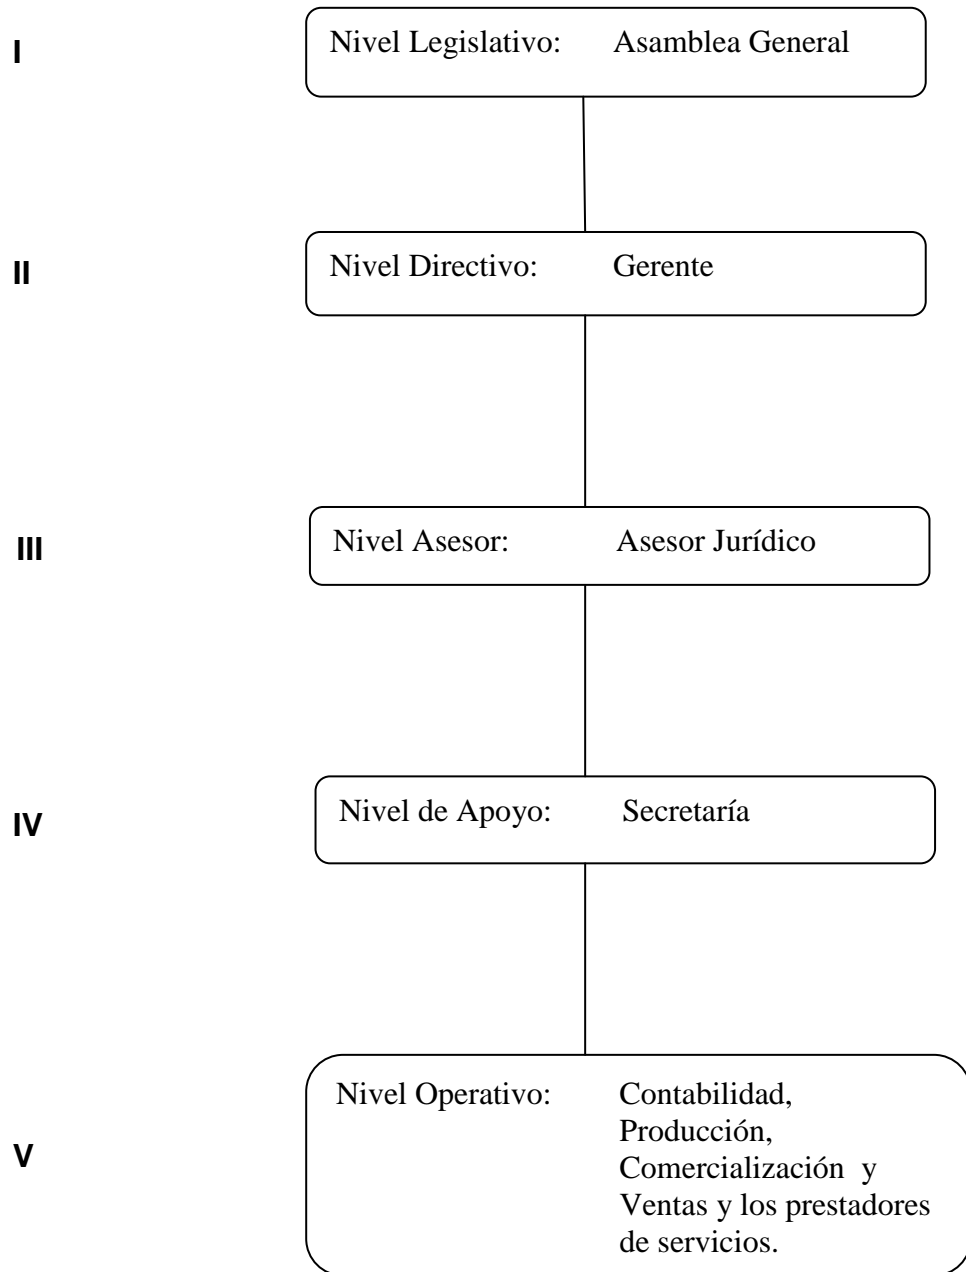 I
Nivel Legislativo: Asamblea General
II
Nivel Directivo: Gerente
III
Nivel Asesor: Asesor Jurídico
IV
Nivel de Apoyo: Secretaría
V
Nivel Operativo: Contabilidad,
Producción,
Comercialización y
Ventas y los prestadores
de servicios.